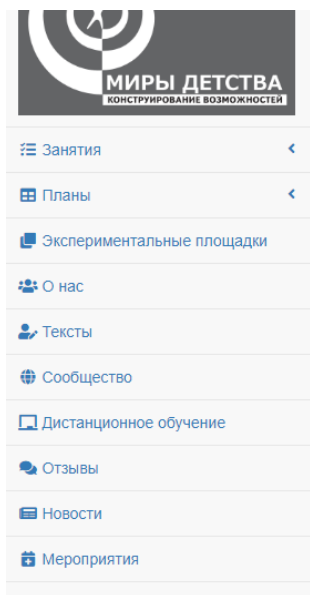 МИРЫ ДЕТСТВА
КОНСТРУИРОВАНИЕ ВОЗМОЖНОСТЕЙ
Занятия
Планы
Экспериментальные площадки
О нас
Тексты
Сообщество
Дистанционное обучение
Отзывы
Новости
Мероприятия